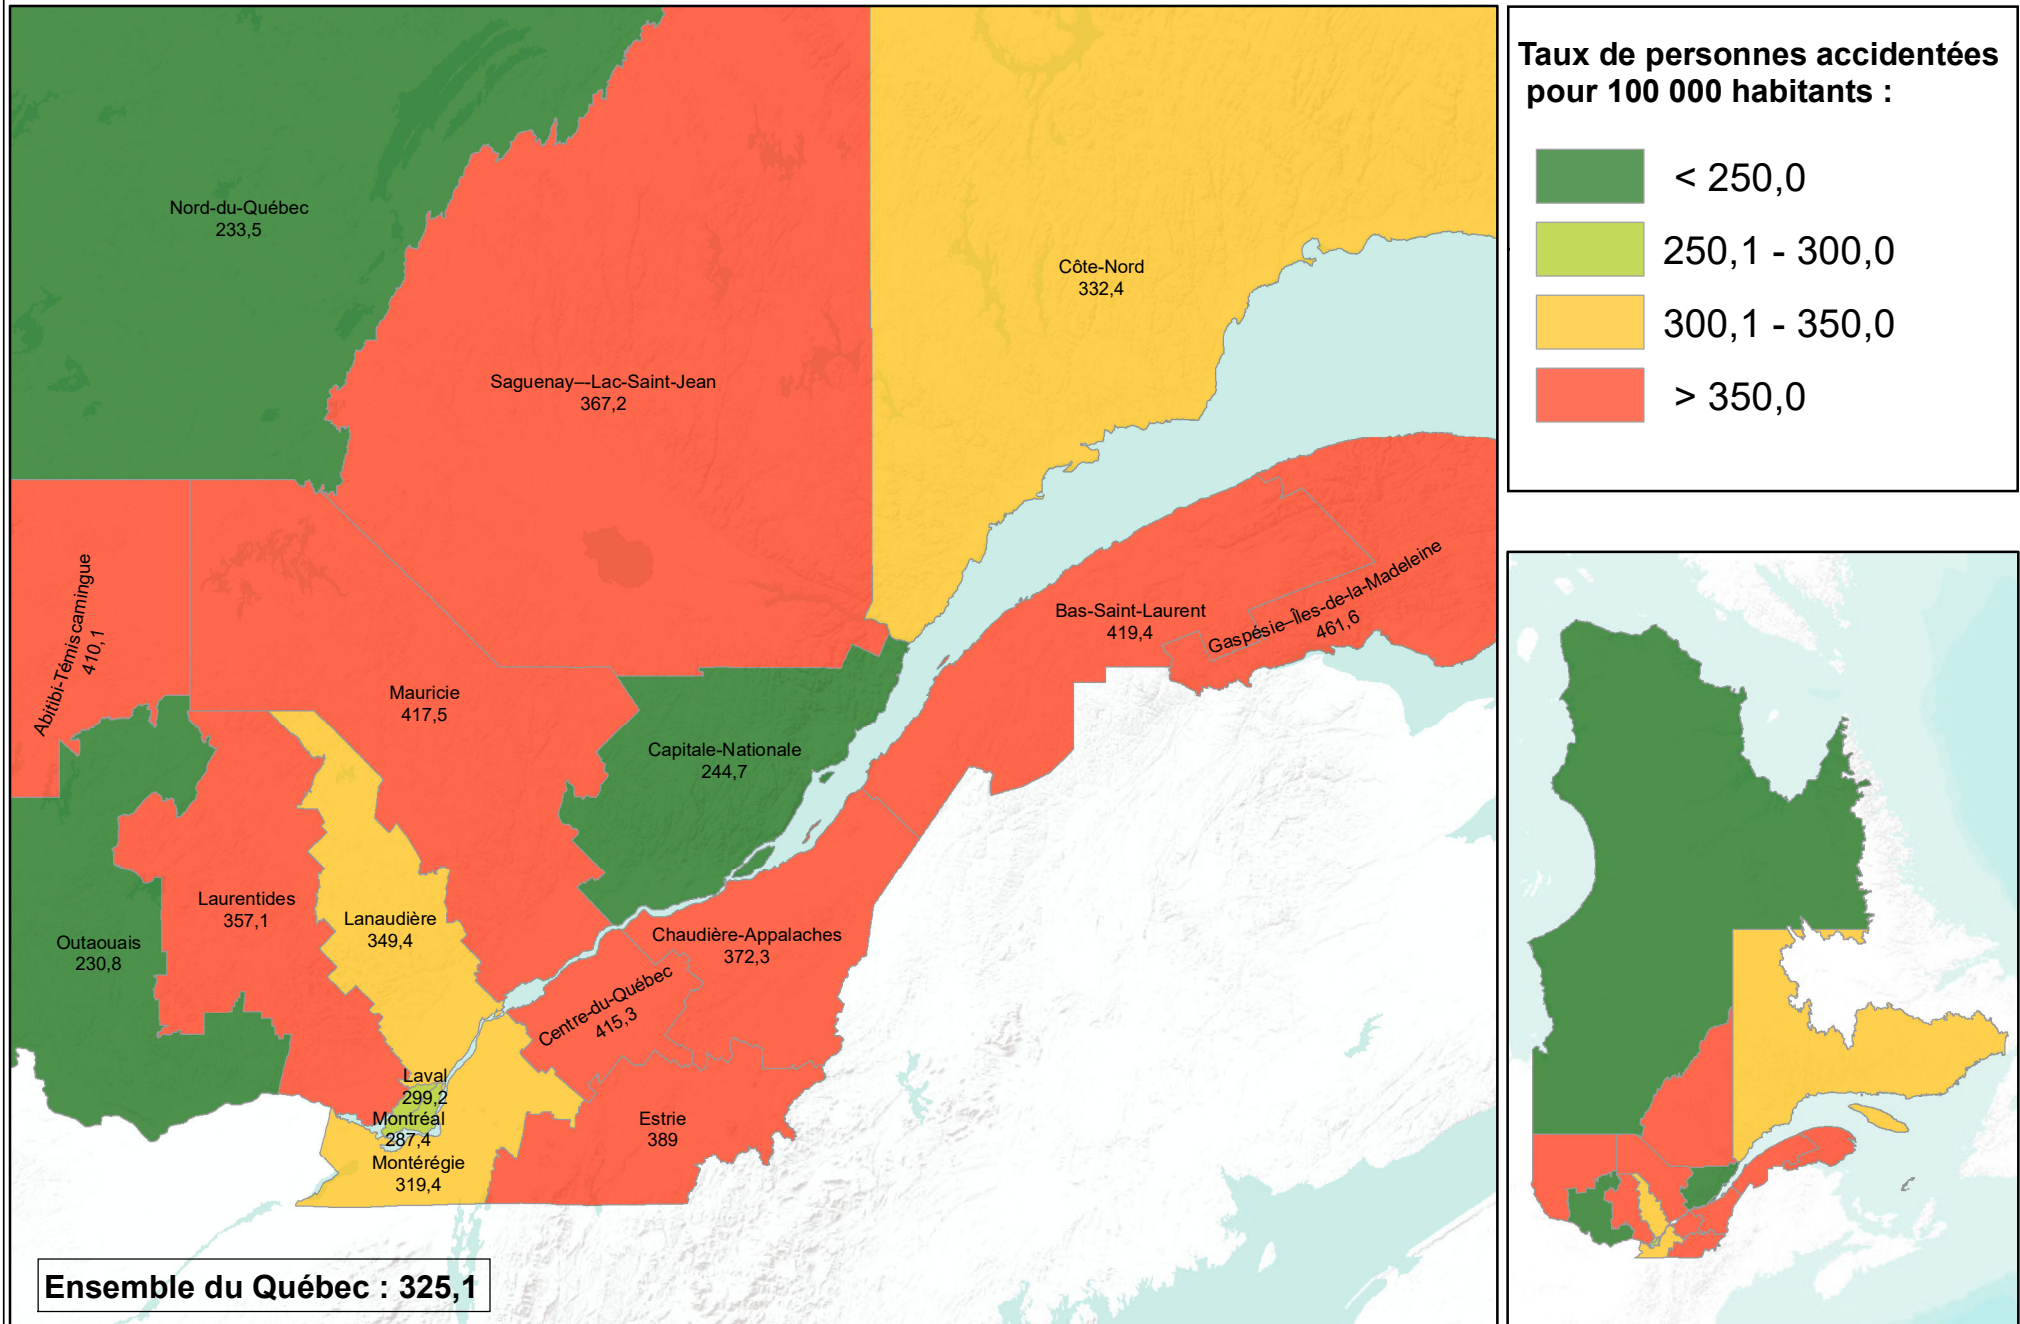 Nord-du-Québec
233,5
Côte-Nord
332,4
Saguenay--Lac-Saint-Jean
367,2
Abitibi-Témiscamingue
410,1
Bas-Saint-Laurent
419,4
Gaspésie–Îles-de-la-Madeleine
461,6
Mauricie
417,5
Capitale-Nationale
244,7
Laurentides
357,1
Lanaudière
349,4
Outaouais
230,8
Chaudière-Appalaches
372,3
Centre-du-Québec
415,3
Laval
299,2
Montréal
287,4
Estrie
389
Montérégie
319,4
Ensemble du Québec : 325,1
Taux de personnes accidentées
pour 100 000 habitants :
< 250,0
250,1 - 300,0
300,1 - 350,0
> 350,0